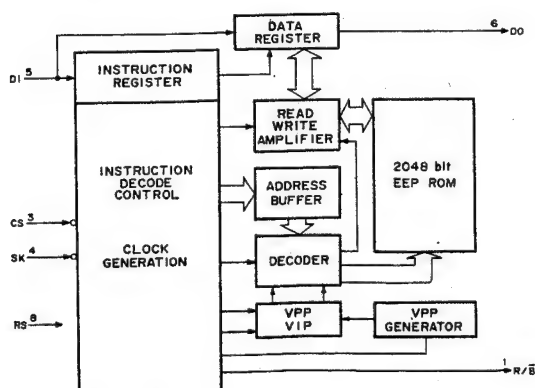 DATA
REGISTER
6
DO
DI
5
INSTRUCTION
REGISTER
READ
WRITE
AMPLIFIER
2048 bit
EEP ROM
INSTRUCTION
DECODE
CONTROL
ADDRESS
BUFFER
CS
3
SK
4
CLOCK
GENERATION
DECODER
RS
8
VPP
VIP
VPP
GENERATOR
1
R/B̅